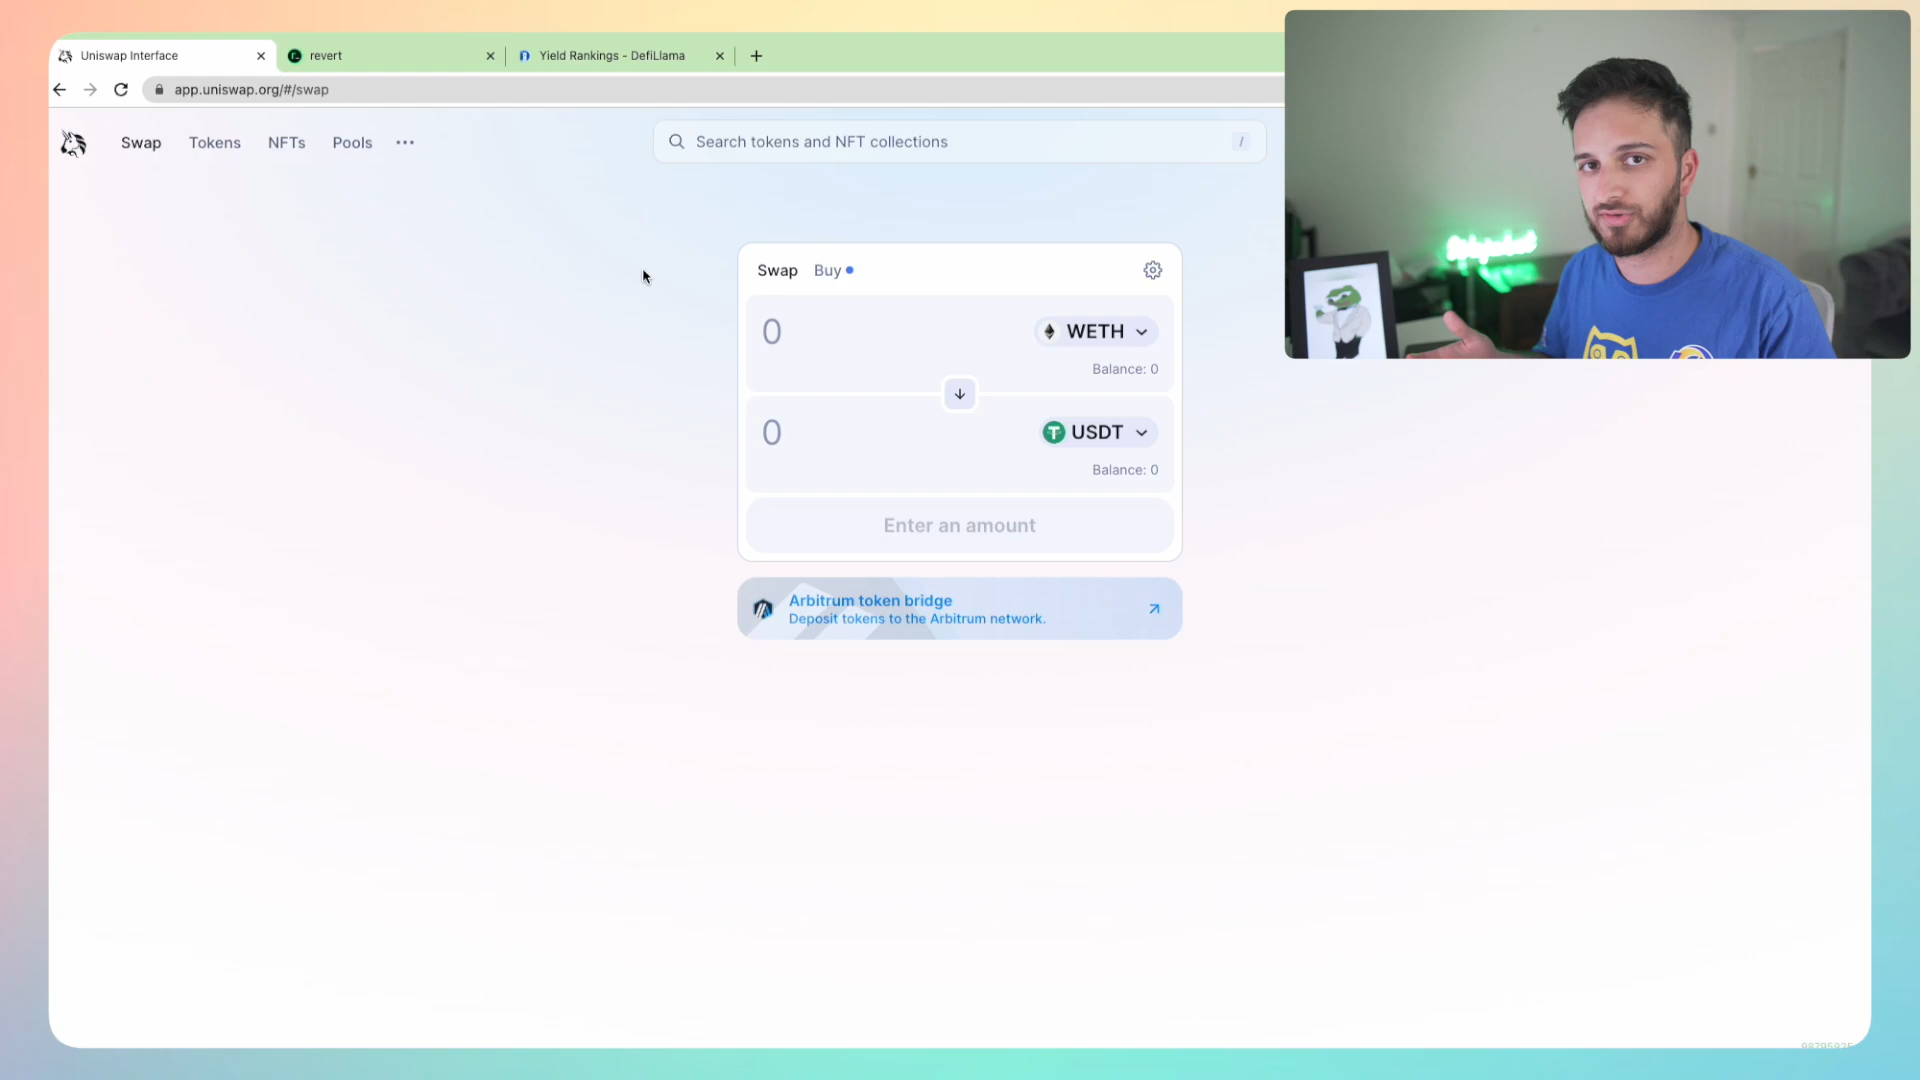 Uniswap Interface
revert
Yield Rankings - DefiLlama
app.uniswap.org/#/swap
Swap
Tokens
NFTs
Pools
Search tokens and NFT collections
/
Swap
Buy
0
WETH
Balance: 0
0
USDT
Balance: 0
Enter an amount
Arbitrum token bridge
Deposit tokens to the Arbitrum network.